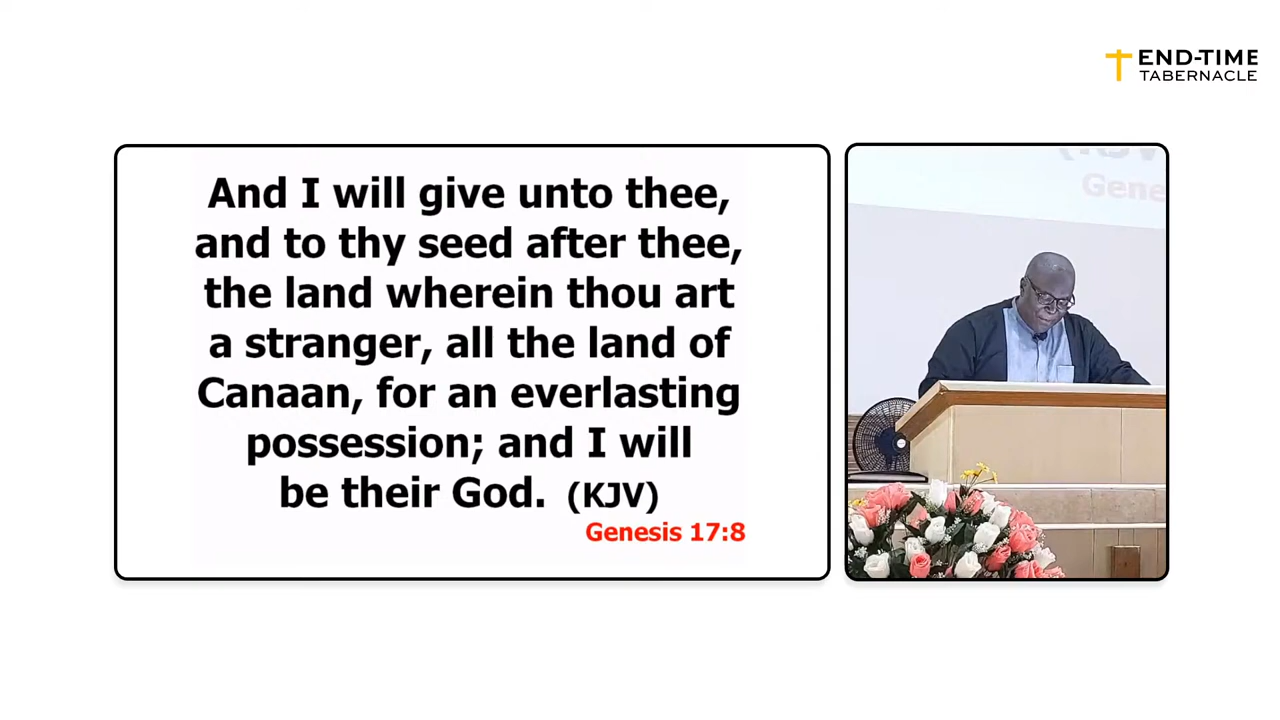 END-TIME
TABERNACLE
And I will give unto thee,
and to thy seed after thee,
the land wherein thou art
a stranger, all the land of
Canaan, for an everlasting
possession; and I will
be their God. (KJV)
Genesis 17:8